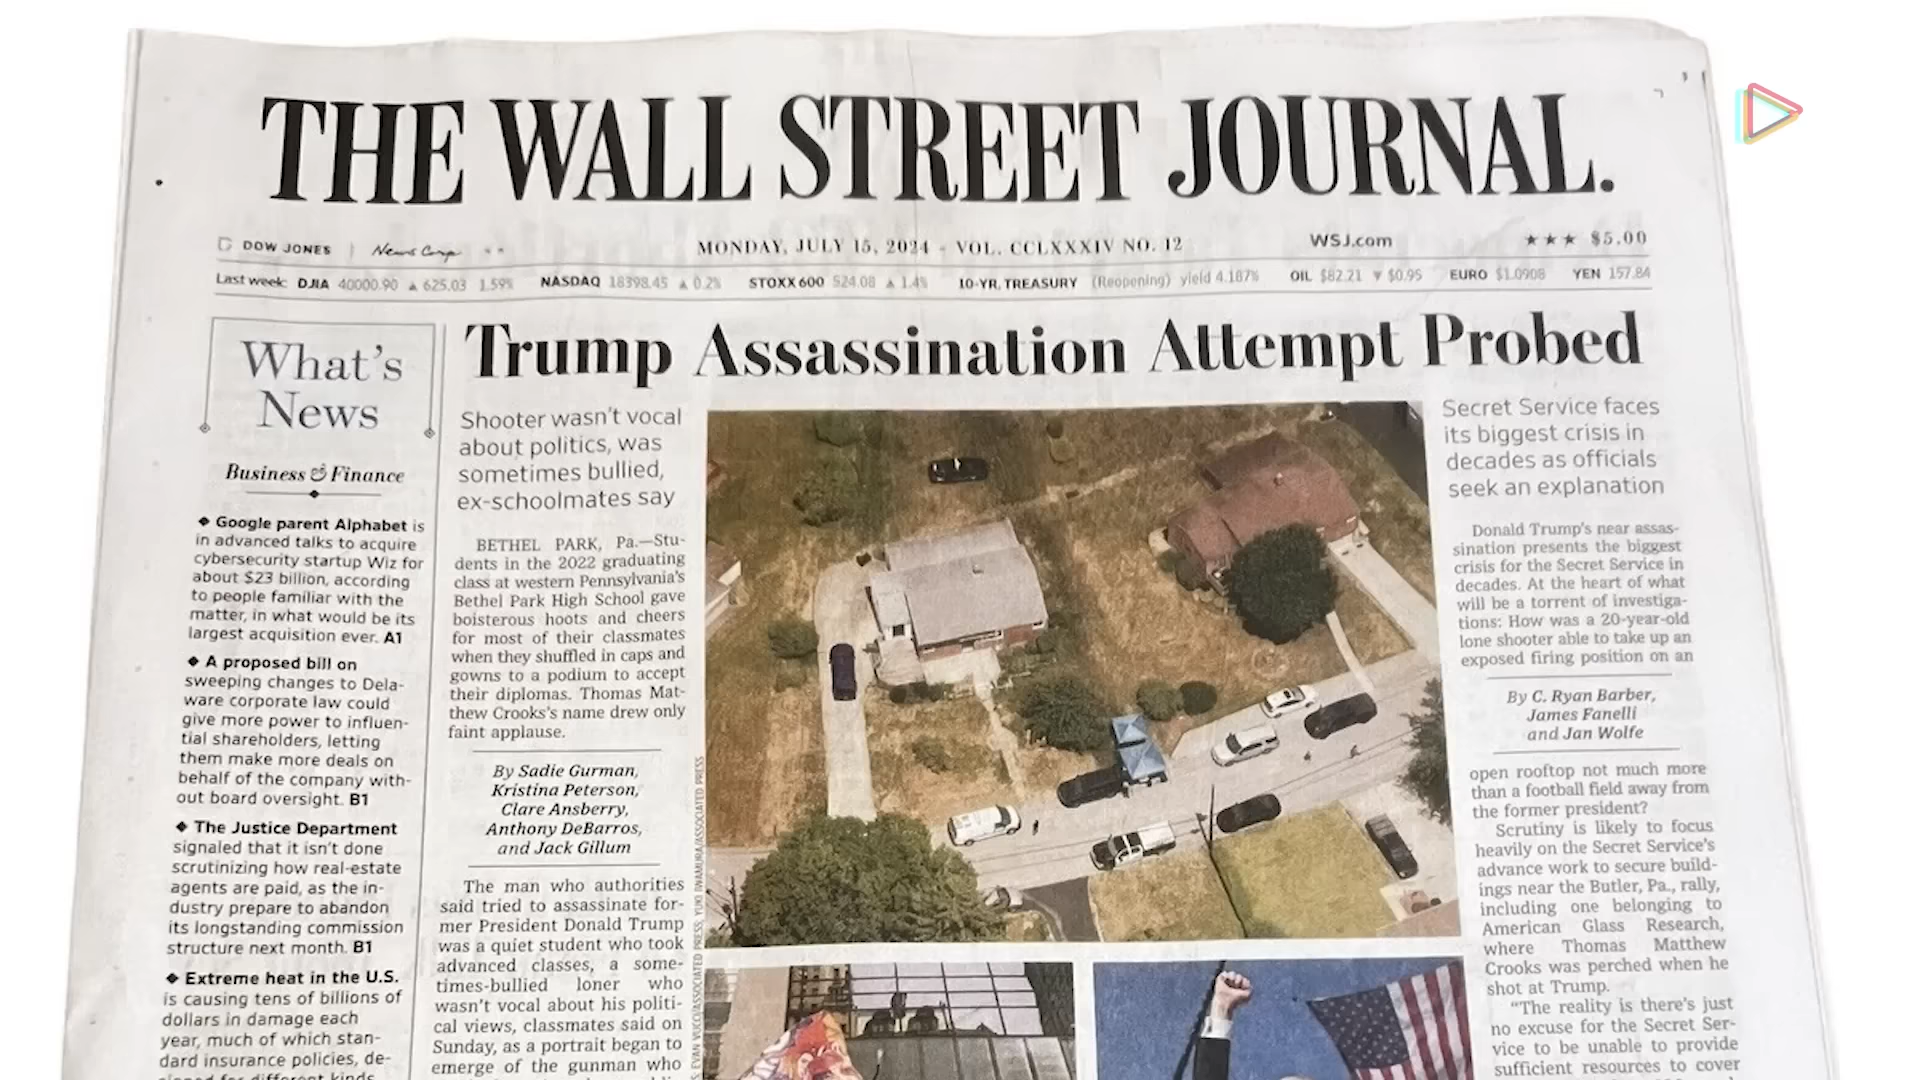 THE WALL STREET JOURNAL.
DOW JONES | News Corp
MONDAY, JULY 15, 2024 - VOL. CCLXXXIV NO. 12
WSJ.com
★★★ $5.00
Last week: DJIA 40000.90 ▲ 625.03 1.59% NASDAQ 18398.45 ▲ 0.2% STOXX 600 524.08 ▲ 1.4% 10-YR. TREASURY (Reopening) yield 4.187% OIL $82.21 ▼ $0.95 EURO $1.0908 YEN 157.84
What's
News
Business & Finance
◆ Google parent Alphabet is
in advanced talks to acquire
cybersecurity startup Wiz for
about $23 billion, according
to people familiar with the
matter, in what would be its
largest acquisition ever. A1
◆ A proposed bill on
sweeping changes to Dela-
ware corporate law could
give more power to influen-
tial shareholders, letting
them make more deals on
behalf of the company with-
out board oversight. B1
◆ The Justice Department
signaled that it isn't done
scrutinizing how real-estate
agents are paid, as the in-
dustry prepare to abandon
its longstanding commission
structure next month. B1
◆ Extreme heat in the U.S.
is causing tens of billions of
dollars in damage each
year, much of which stan-
dard insurance policies, de-
signed for different kinds
Trump Assassination Attempt Probed
Shooter wasn't vocal
about politics, was
sometimes bullied,
ex-schoolmates say
BETHEL PARK, Pa.—Stu-
dents in the 2022 graduating
class at western Pennsylvania's
Bethel Park High School gave
boisterous hoots and cheers
for most of their classmates
when they shuffled in caps and
gowns to a podium to accept
their diplomas. Thomas Mat-
thew Crooks's name drew only
faint applause.
By Sadie Gurman,
Kristina Peterson,
Clare Ansberry,
Anthony DeBarros,
and Jack Gillum
The man who authorities
said tried to assassinate for-
mer President Donald Trump
was a quiet student who took
advanced classes, a some-
times-bullied loner who
wasn't vocal about his politi-
cal views, classmates said on
Sunday, as a portrait began to
emerge of the gunman who
EVAN VUCCI/ASSOCIATED PRESS; YUKI IWAMURA/ASSOCIATED PRESS
Secret Service faces
its biggest crisis in
decades as officials
seek an explanation
Donald Trump's near assas-
sination presents the biggest
crisis for the Secret Service in
decades. At the heart of what
will be a torrent of investiga-
tions: How was a 20-year-old
lone shooter able to take up an
exposed firing position on an
By C. Ryan Barber,
James Fanelli
and Jan Wolfe
open rooftop not much more
than a football field away from
the former president?
Scrutiny is likely to focus
heavily on the Secret Service's
advance work to secure build-
ings near the Butler, Pa., rally,
including one belonging to
American Glass Research,
where Thomas Matthew
Crooks was perched when he
shot at Trump.
"The reality is there's just
no excuse for the Secret Ser-
vice to be unable to provide
sufficient resources to cover